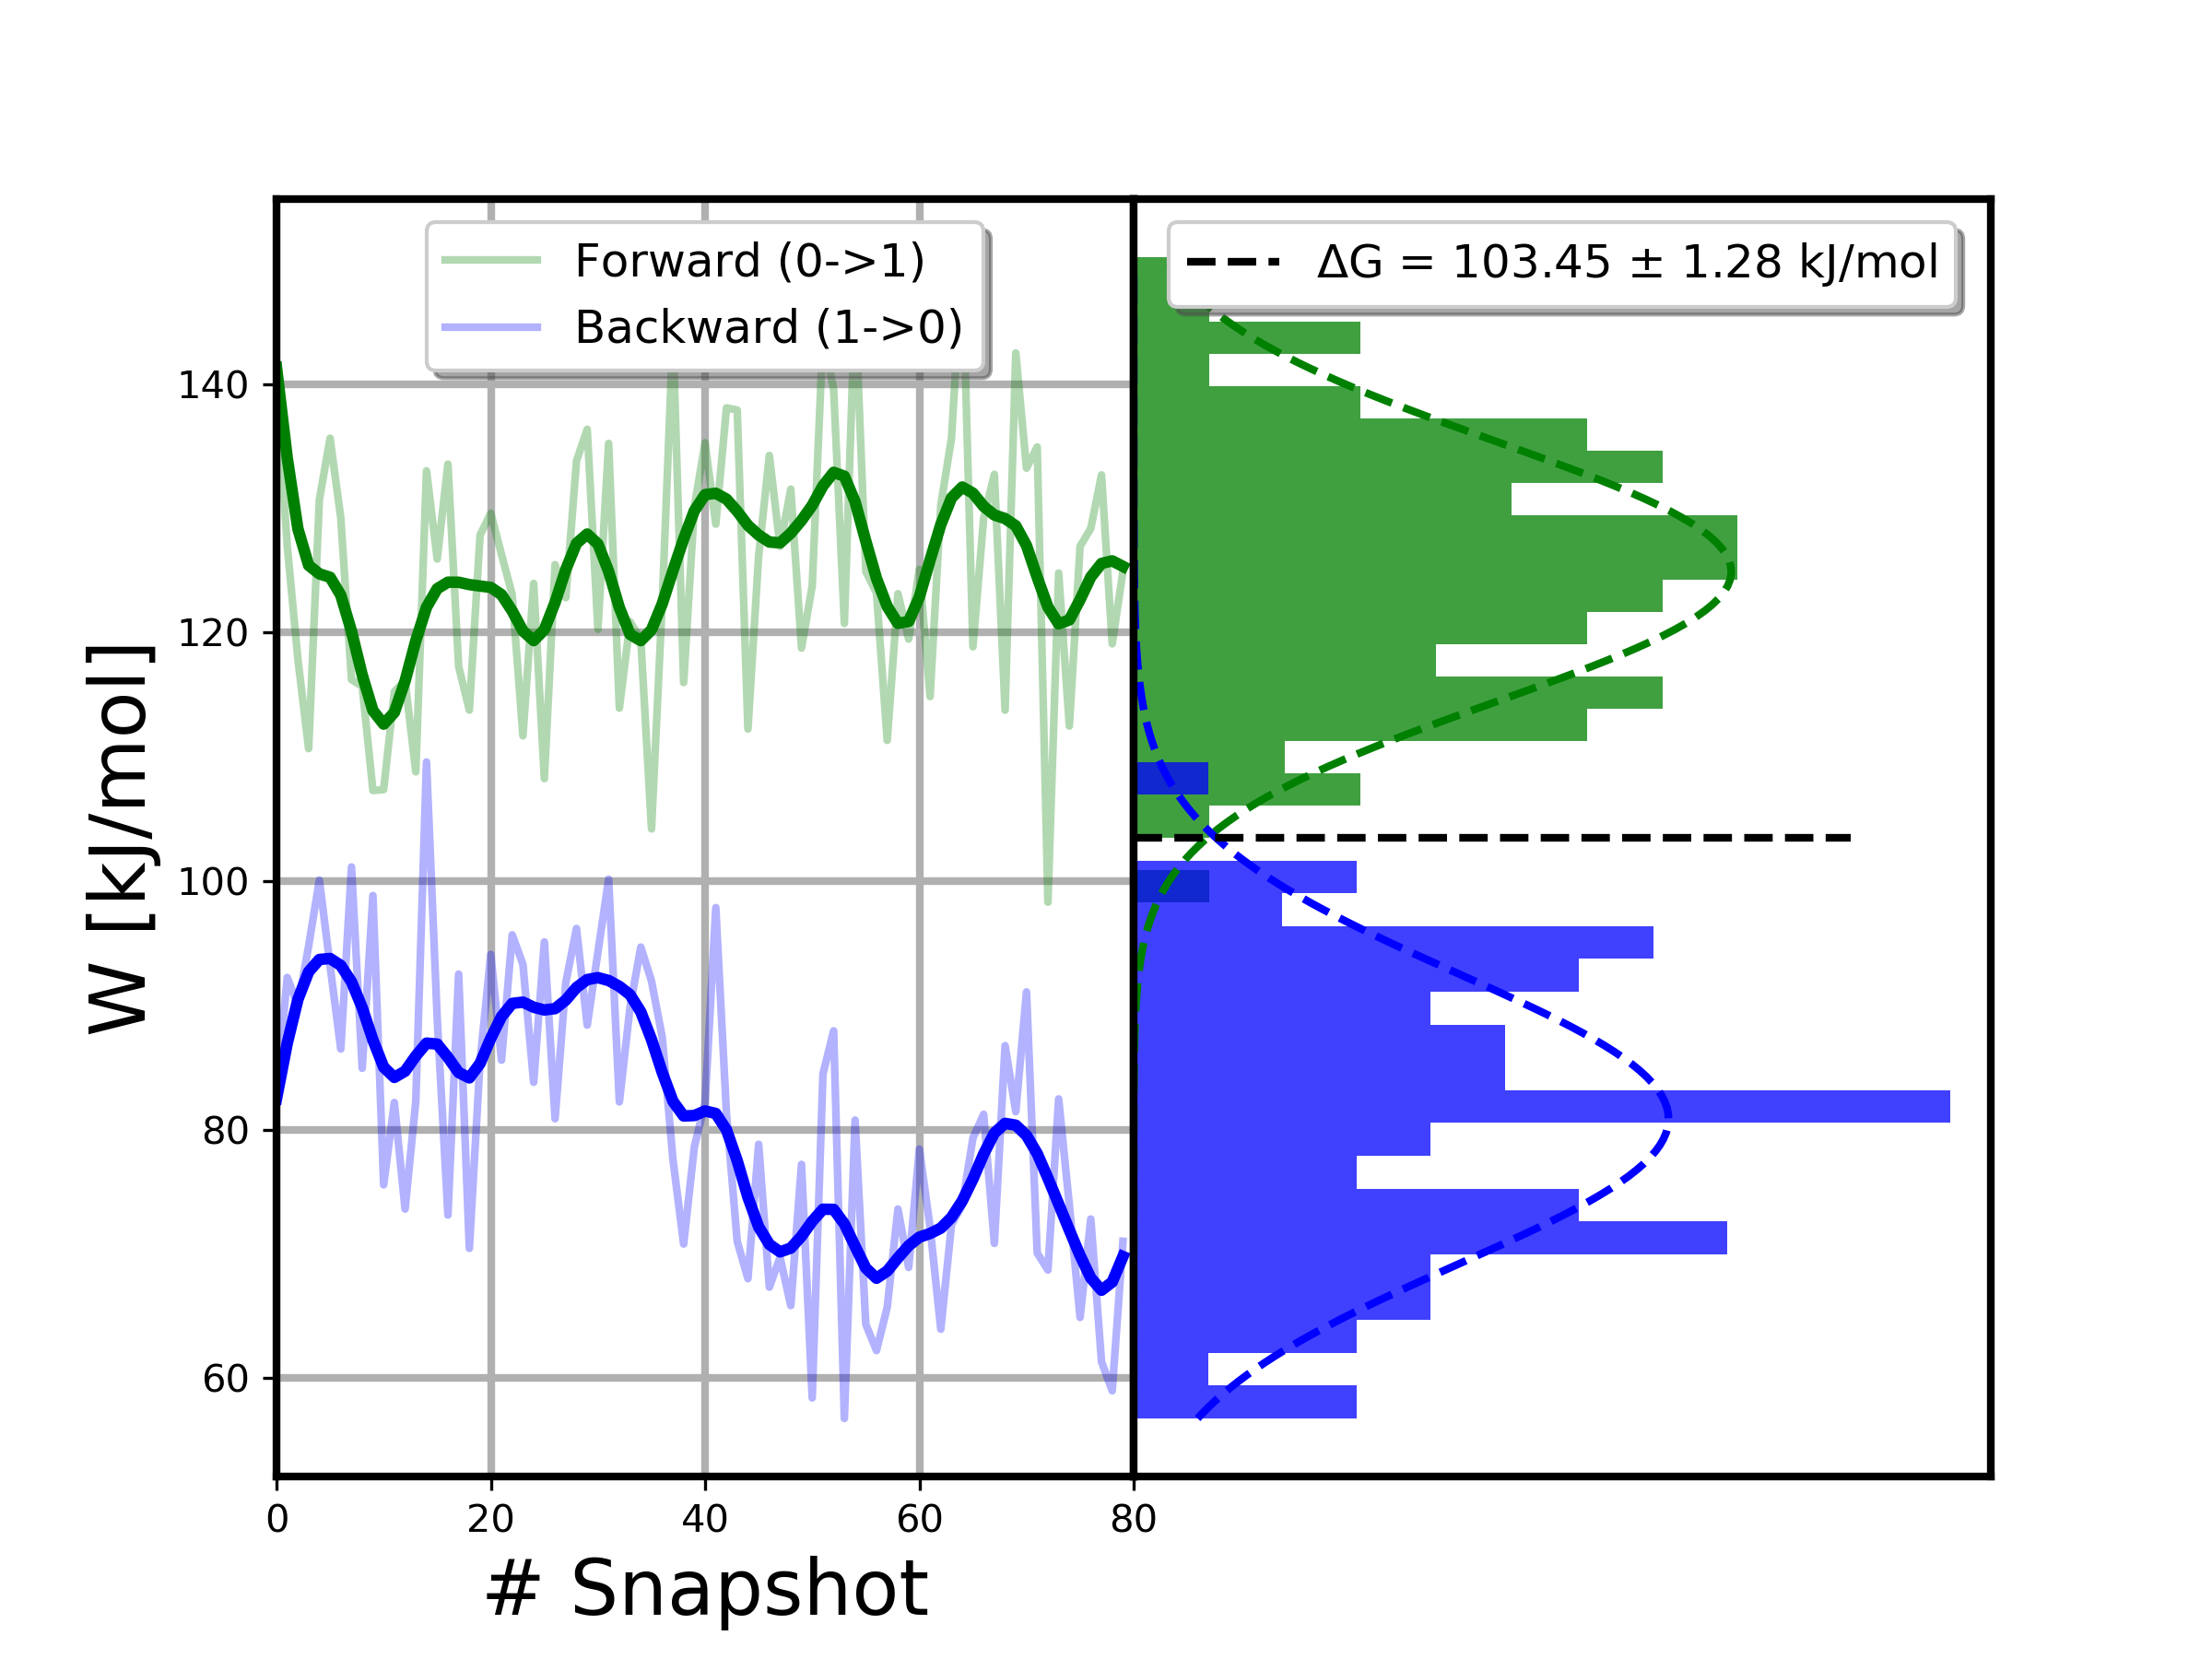 Forward (0->1)
Backward (1->0)
ΔG = 103.45 ± 1.28 kJ/mol
W [kJ/mol]
140
120
100
80
60
0 20 40 60 80
# Snapshot